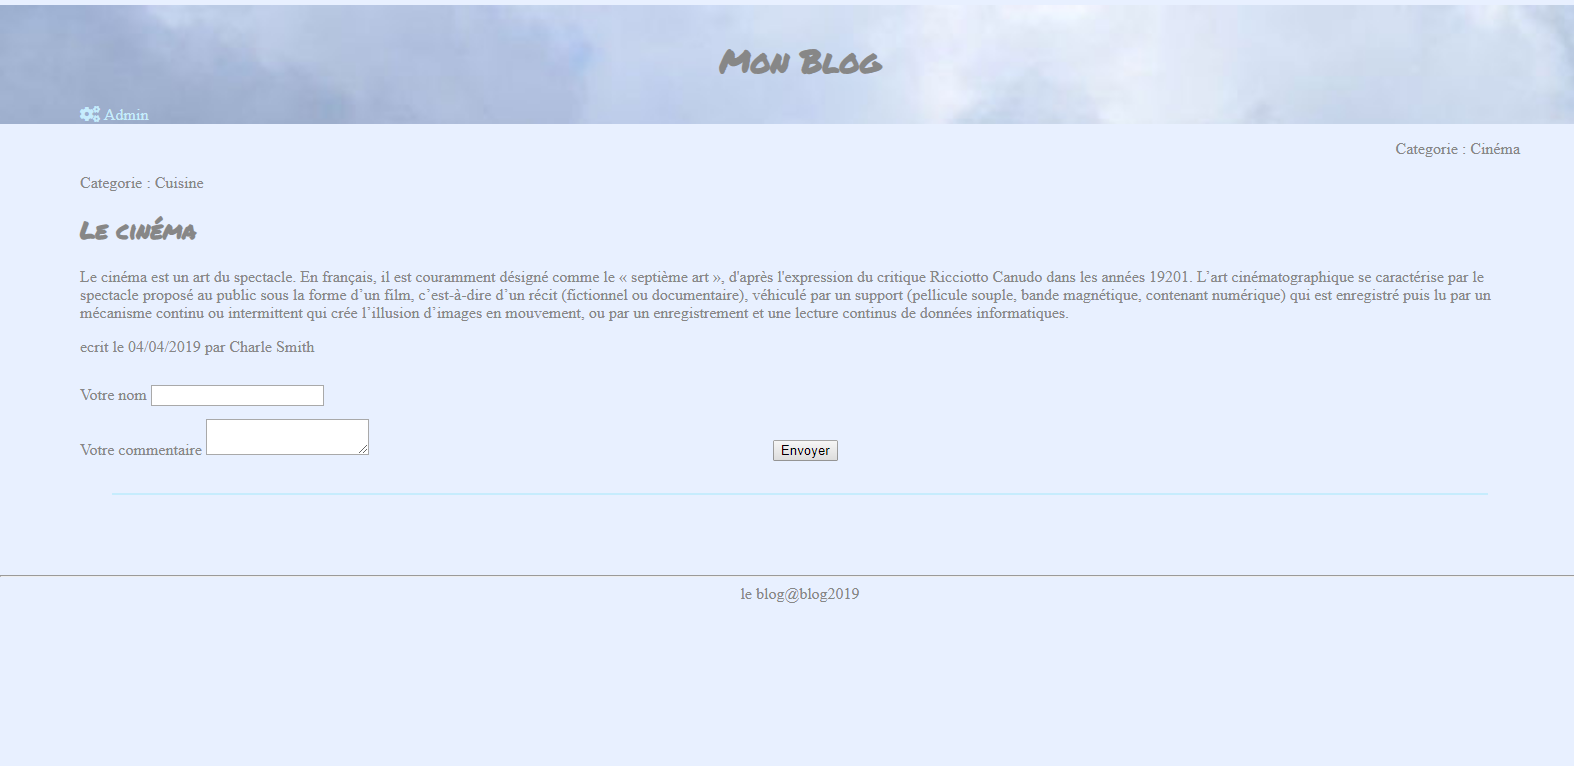 Mon Blog
Admin
Categorie : Cinéma
Categorie : Cuisine
Le cinéma
Le cinéma est un art du spectacle. En français, il est couramment désigné comme le « septième art », d'après l'expression du critique Ricciotto Canudo dans les années 19201. L’art cinématographique se caractérise par le
spectacle proposé au public sous la forme d’un film, c’est-à-dire d’un récit (fictionnel ou documentaire), véhiculé par un support (pellicule souple, bande magnétique, contenant numérique) qui est enregistré puis lu par un
mécanisme continu ou intermittent qui crée l’illusion d’images en mouvement, ou par un enregistrement et une lecture continus de données informatiques.
ecrit le 04/04/2019 par Charle Smith
Votre nom
Votre commentaire
Envoyer
le blog@blog2019